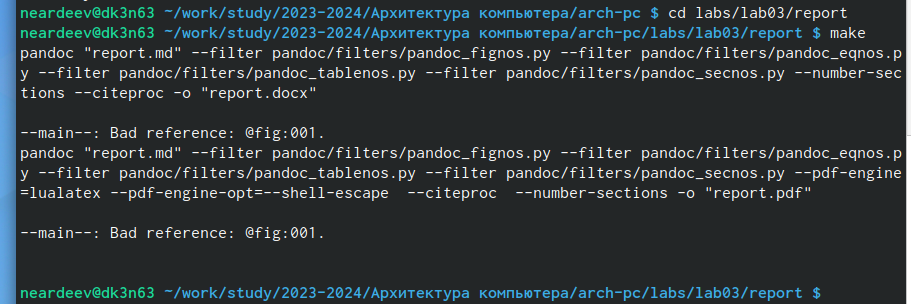 neardeev@dk3n63 ~/work/study/2023-2024/Архитектура компьютера/arch-pc $ cd labs/lab03/report
neardeev@dk3n63 ~/work/study/2023-2024/Архитектура компьютера/arch-pc/labs/lab03/report $ make
pandoc "report.md" --filter pandoc/filters/pandoc_fignos.py --filter pandoc/filters/pandoc_eqnos.p
y --filter pandoc/filters/pandoc_tablenos.py --filter pandoc/filters/pandoc_secnos.py --number-sec
tions --citeproc -o "report.docx"
--main--: Bad reference: @fig:001.
pandoc "report.md" --filter pandoc/filters/pandoc_fignos.py --filter pandoc/filters/pandoc_eqnos.p
y --filter pandoc/filters/pandoc_tablenos.py --filter pandoc/filters/pandoc_secnos.py --pdf-engine
=lualatex --pdf-engine-opt=--shell-escape  --citeproc  --number-sections -o "report.pdf"
--main--: Bad reference: @fig:001.
neardeev@dk3n63 ~/work/study/2023-2024/Архитектура компьютера/arch-pc/labs/lab03/report $